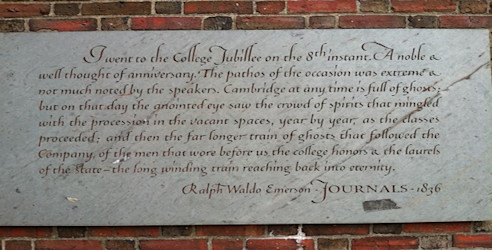 I went to the College Jubilee on the 8th instant. A noble &
well thought of anniversary. The pathos of the occasion was extreme &
not much noted by the speakers. Cambridge at any time is full of ghosts;
but on that day the anointed eye saw the crowd of spirits that mingled
with the procession in the vacant spaces, year by year, as the classes
proceeded; and then the far longer train of ghosts that followed the
Company, of the men that wore before us the college honors & the laurels
of the state – the long winding train reaching back into eternity.
Ralph Waldo Emerson - JOURNALS - 1836